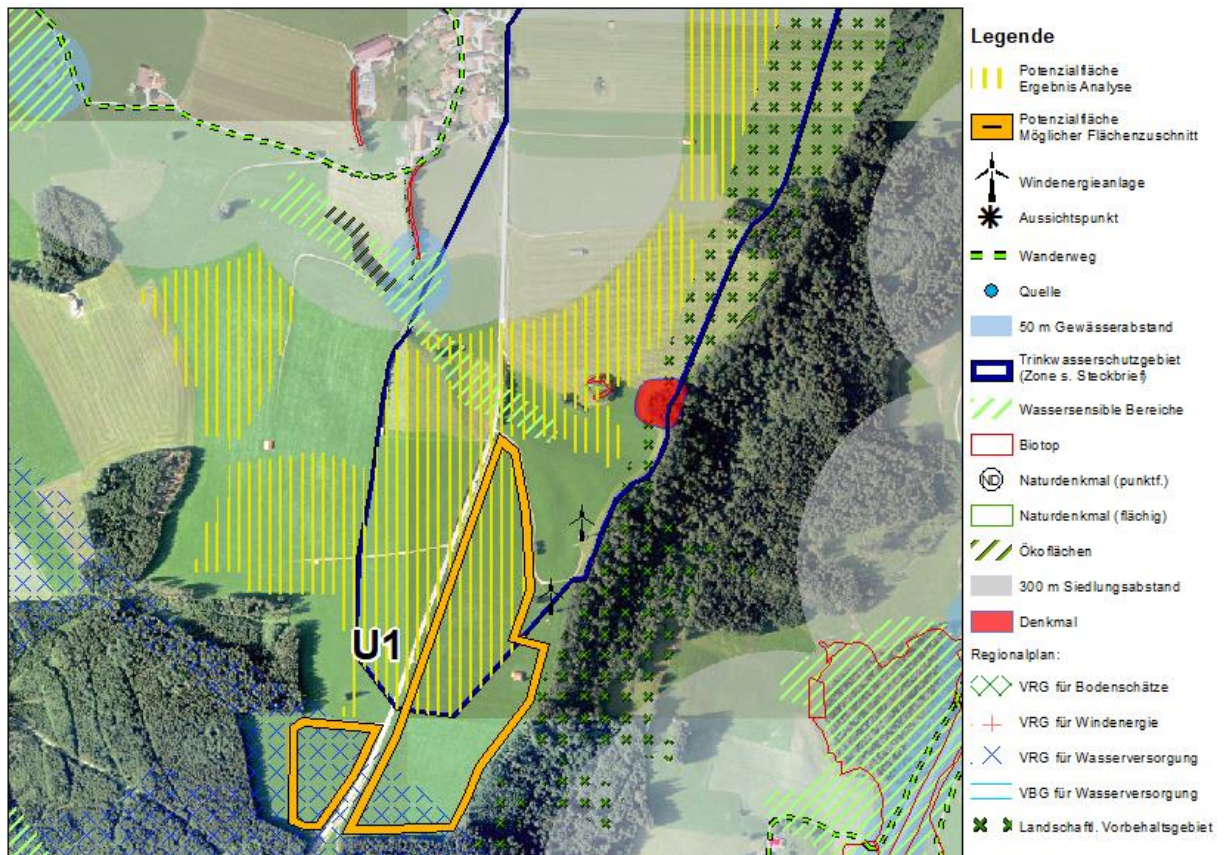 U1
Legende
Potenzialfläche
Ergebnis Analyse
Potenzialfläche
Möglicher Flächenzuschnitt
Windenergieanlage
Aussichtspunkt
Wanderweg
Quelle
50 m Gewässerabstand
Trinkwasserschutzgebiet
(Zone s. Steckbrief)
Wassersensible Bereiche
Biotop
ND Naturdenkmal (punktf.)
Naturdenkmal (flächig)
Ökoflächen
300 m Siedlungsabstand
Denkmal
Regionalplan:
VRG für Bodenschätze
VRG für Windenergie
VRG für Wasserversorgung
VBG für Wasserversorgung
Landschaftl. Vorbehaltsgebiet